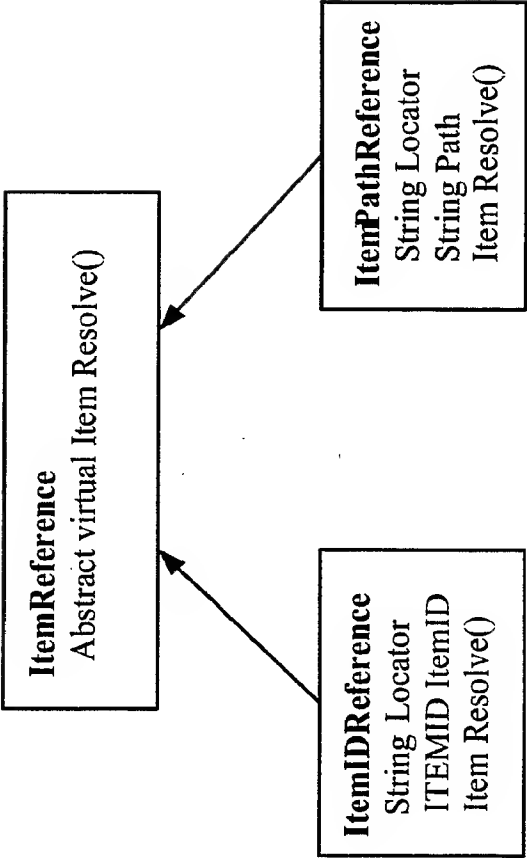 ItemReference
Abstract virtual Item Resolve()
ItemIDReference
String Locator
ITEMID ItemID
Item Resolve()
ItemPathReference
String Locator
String Path
Item Resolve()